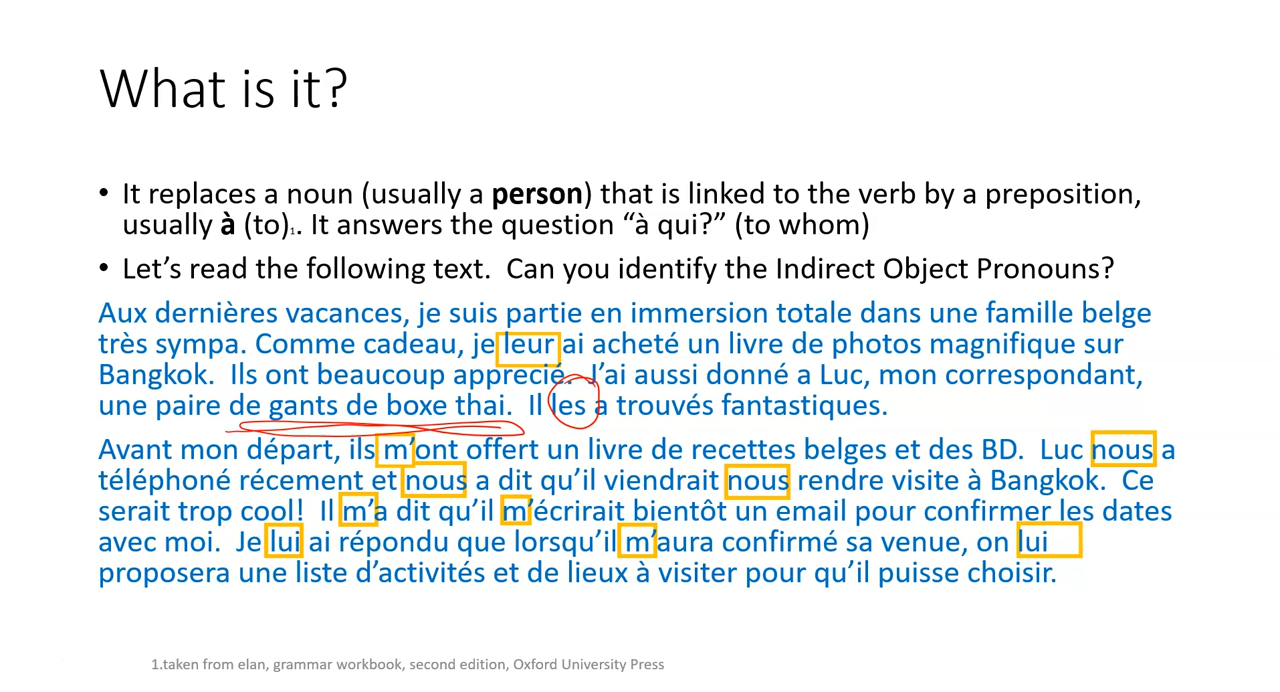 What is it?
• It replaces a noun (usually a person) that is linked to the verb by a preposition,
usually à (to)1. It answers the question “à qui?” (to whom)
• Let’s read the following text. Can you identify the Indirect Object Pronouns?
Aux dernières vacances, je suis partie en immersion totale dans une famille belge
très sympa. Comme cadeau, je leur ai acheté un livre de photos magnifique sur
Bangkok. Ils ont beaucoup apprecié. J’ai aussi donné a Luc, mon correspondant,
une paire de gants de boxe thai. Il les a trouvés fantastiques.
Avant mon départ, ils m’ont offert un livre de recettes belges et des BD. Luc nous a
téléphoné récement et nous a dit qu’il viendrait nous rendre visite à Bangkok. Ce
serait trop cool! Il m’a dit qu’il m’écrirait bientôt un email pour confirmer les dates
avec moi. Je lui ai répondu que lorsqu’il m’aura confirmé sa venue, on lui
proposera une liste d’activités et de lieux à visiter pour qu’il puisse choisir.
1.taken from elan, grammar workbook, second edition, Oxford University Press